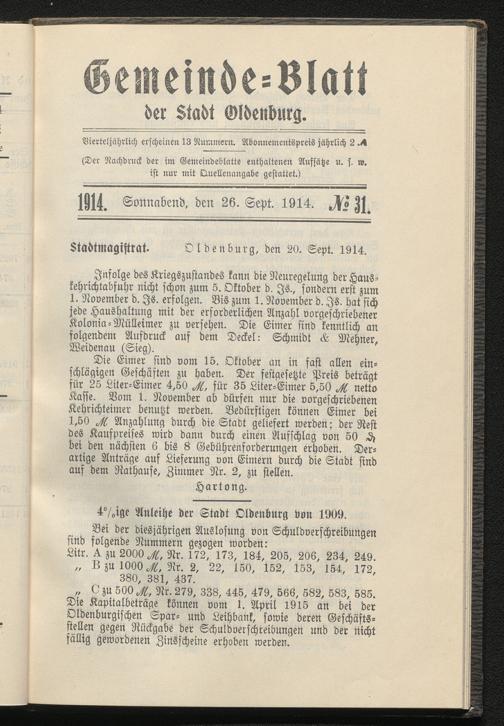 Gemeinde=Blatt
der Stadt Oldenburg.
Vierteljährlich erscheinen 13 Nummern. Abonnementspreis jährlich 2 ℳ
(Der Nachdruck der im Gemeindeblatte enthaltenen Aufsätze u. s. w.
ist nur mit Quellenangabe gestattet.)
1914. Sonnabend, den 26. Sept. 1914. № 31.
Stadtmagistrat. Oldenburg, den 20. Sept. 1914.
Infolge des Kriegszustandes kann die Neuregelung der Haus-
kehrichtabfuhr nicht schon zum 5. Oktober d. Js., sondern erst zum
1. November d. Js. erfolgen. Bis zum 1. November d. Js. hat sich
jede Haushaltung mit der erforderlichen Anzahl vorgeschriebener
Kolonia-Mülleimer zu versehen. Die Eimer sind kenntlich an
folgendem Aufdruck auf dem Deckel: Schmidt & Mehner,
Weidenau (Sieg).
Die Eimer sind vom 15. Oktober an in fast allen ein-
schlägigen Geschäften zu haben. Der festgesetzte Preis beträgt
für 25 Liter-Eimer 4,50 ℳ, für 35 Liter-Eimer 5,50 ℳ netto
Kasse. Vom 1. November ab dürfen nur die vorgeschriebenen
Kehrichteimer benutzt werden. Bedürftigen können Eimer bei
1,50 ℳ Anzahlung durch die Stadt geliefert werden; der Rest
des Kaufpreises wird dann durch einen Aufschlag von 50 ₰
bei den nächsten 6 bis 8 Gebührenforderungen erhoben. Der-
artige Anträge auf Lieferung von Eimern durch die Stadt sind
auf dem Rathause, Zimmer Nr. 2, zu stellen.
Hartong.
4%ige Anleihe der Stadt Oldenburg von 1909.
Bei der diesjährigen Auslosung von Schuldverschreibungen
sind folgende Nummern gezogen worden:
Litr. A zu 2000 ℳ, Nr. 172, 173, 184, 205, 206, 234, 249.
„ B zu 1000 ℳ, Nr. 2, 22, 150, 152, 153, 154, 172,
380, 381, 437.
„ C zu 500 ℳ, Nr. 279, 338, 445, 479, 566, 582, 583, 585.
Die Kapitalbeträge können vom 1. April 1915 an bei der
Oldenburgischen Spar- und Leihbank, sowie deren Geschäfts-
stellen gegen Rückgabe der Schuldverschreibungen und der nicht
fällig gewordenen Zinsscheine erhoben werden.